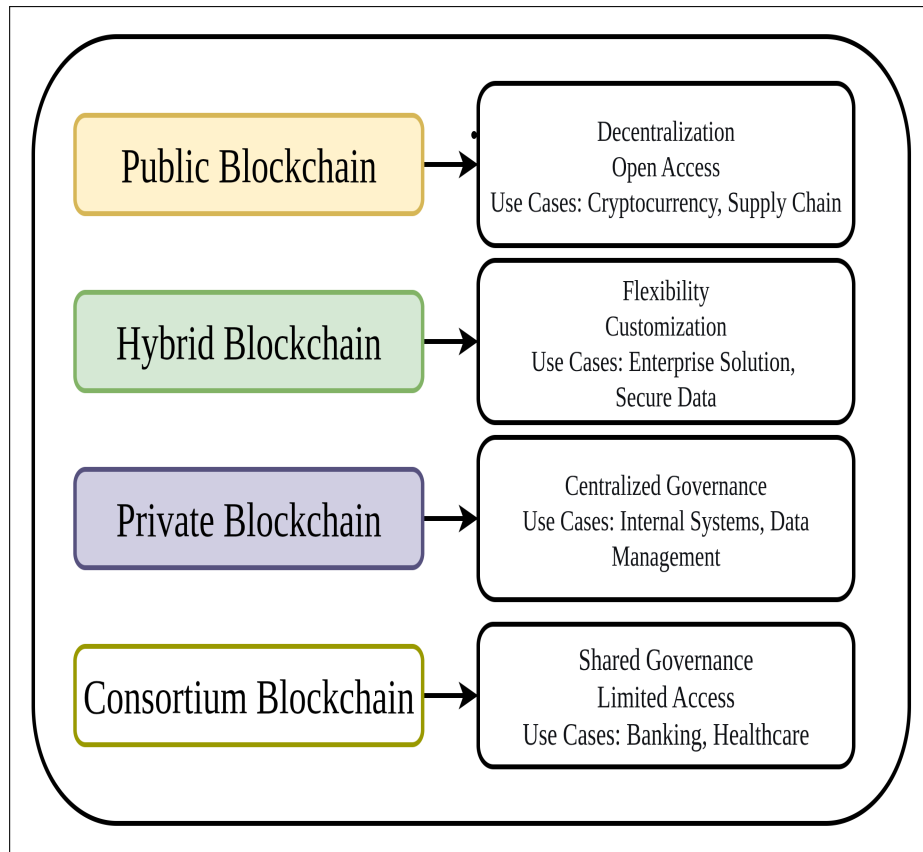 Public Blockchain
Decentralization
Open Access
Use Cases: Cryptocurrency, Supply Chain
Hybrid Blockchain
Flexibility
Customization
Use Cases: Enterprise Solution,
Secure Data
Private Blockchain
Centralized Governance
Use Cases: Internal Systems, Data
Management
Consortium Blockchain
Shared Governance
Limited Access
Use Cases: Banking, Healthcare